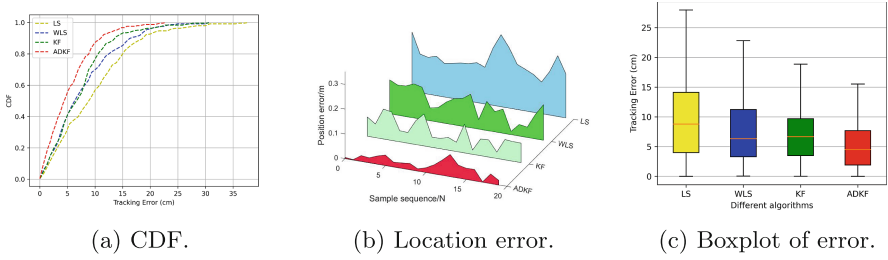 LS
WLS
KF
ADKF
1.0
0.8
0.6
0.4
0.2
0.0
CDF
0 5 10 15 20 25 30 35
Tracking Error (cm)
(a) CDF.
Position error/m
0.3
0.2
0.1
0
0 5 10 15 20
Sample sequence/N
LS
WLS
KF
ADKF
(b) Location error.
Tracking Error (cm)
25
20
15
10
5
0
LS WLS KF ADKF
Different algorithms
(c) Boxplot of error.